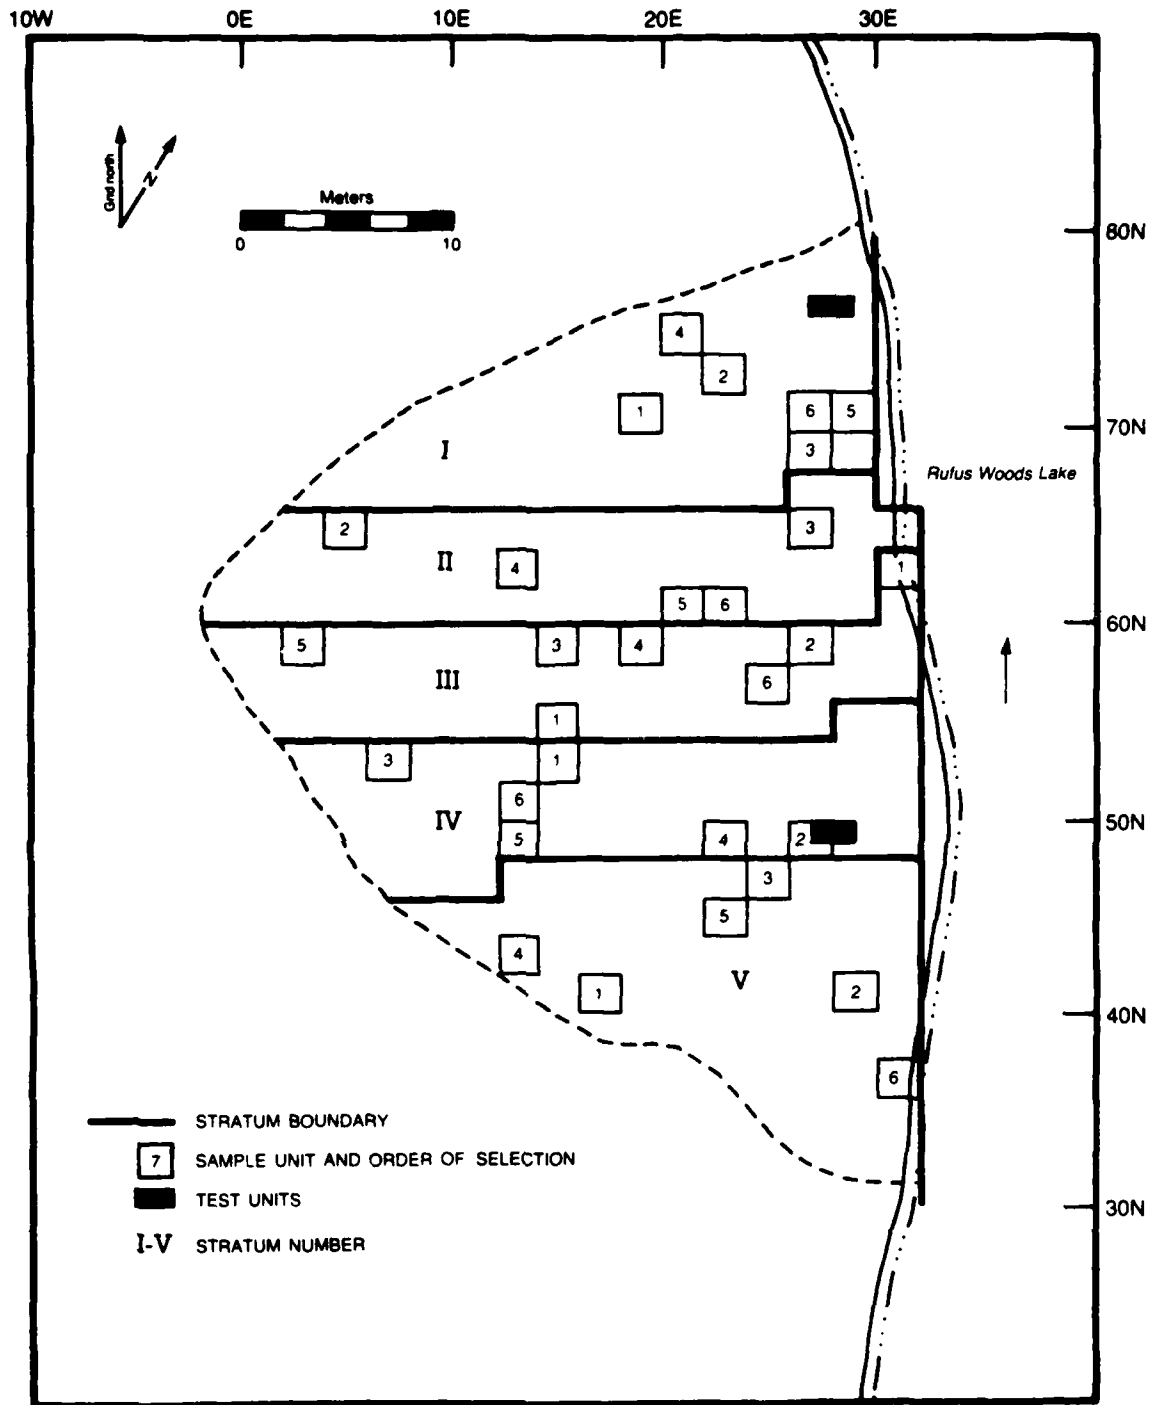 10W 0E 10E 20E 30E
Grid north
N
Meters
0 10
80N
4
2
1
6 5
70N
3
I
Rufus Woods Lake
2
3
II
4
1
5 6
60N
5
3
4
2
III
6
1
3
1
IV
6
50N
5
4
2
3
5
4
V
1
2
40N
6
STRATUM BOUNDARY
7 SAMPLE UNIT AND ORDER OF SELECTION
TEST UNITS
30N
I-V STRATUM NUMBER